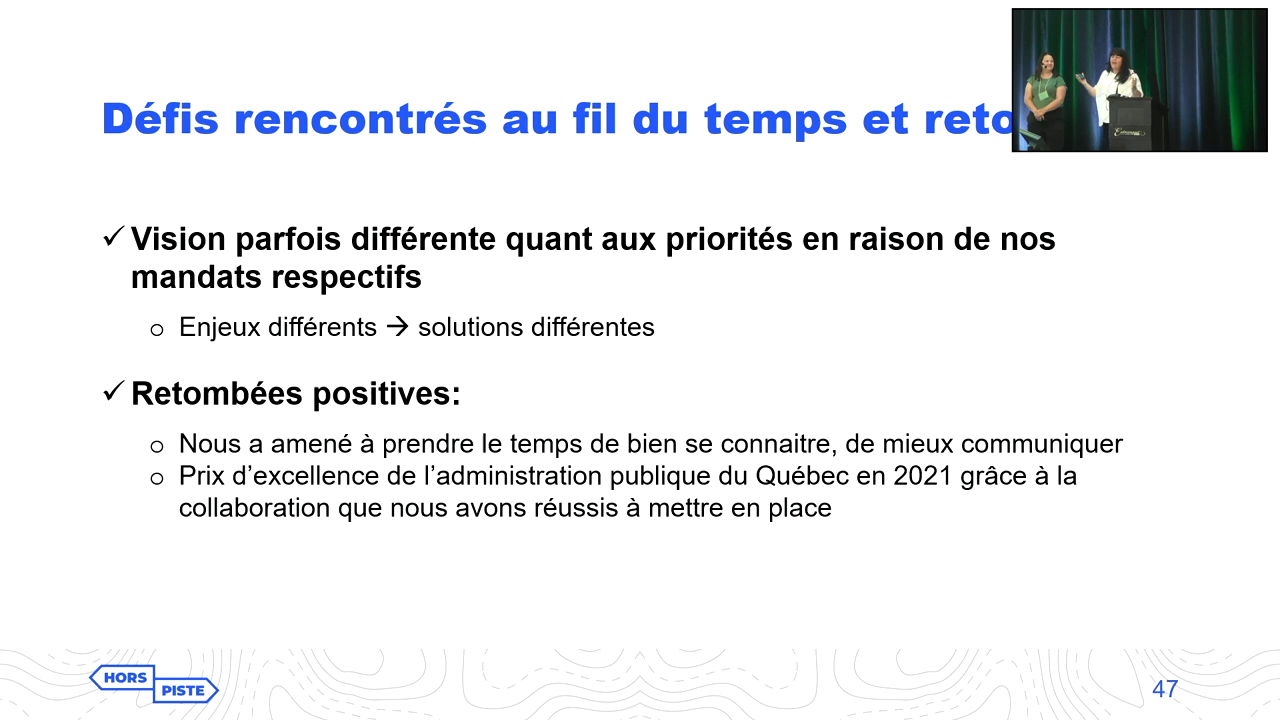 Défis rencontrés au fil du temps et reto
✓ Vision parfois différente quant aux priorités en raison de nos
mandats respectifs
o Enjeux différents → solutions différentes
✓ Retombées positives:
o Nous a amené à prendre le temps de bien se connaitre, de mieux communiquer
o Prix d’excellence de l’administration publique du Québec en 2021 grâce à la
collaboration que nous avons réussis à mettre en place
HORS
PISTE
47